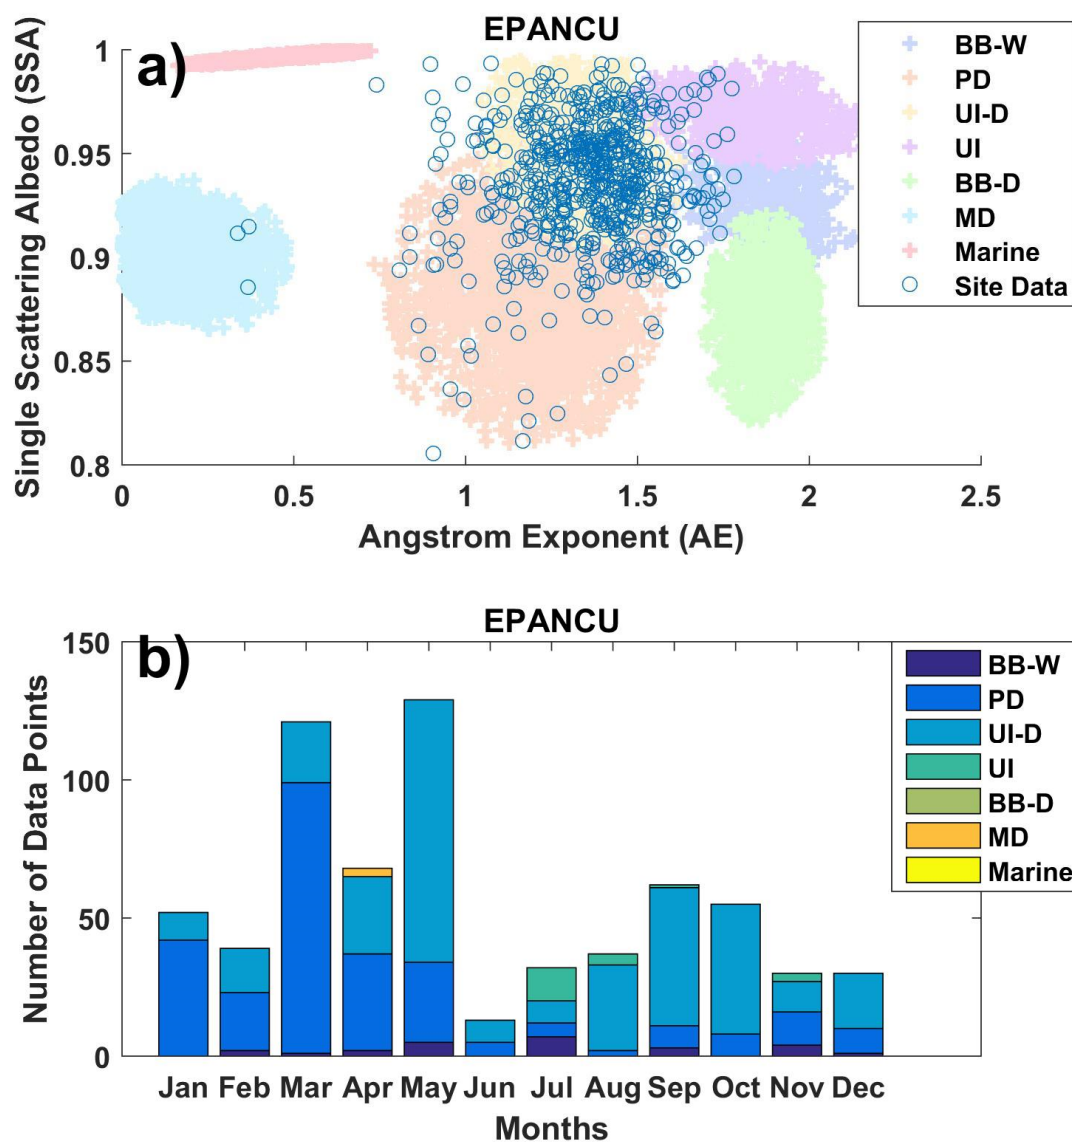 EPANCU
a)
1
0.95
0.9
0.85
0.8
0
0.5
1
1.5
2
2.5
Single Scattering Albedo (SSA)
Angstrom Exponent (AE)
BB-W
PD
UI-D
UI
BB-D
MD
Marine
Site Data
EPANCU
b)
150
100
50
0
Number of Data Points
Jan Feb Mar Apr May Jun Jul Aug Sep Oct Nov Dec
Months
BB-W
PD
UI-D
UI
BB-D
MD
Marine